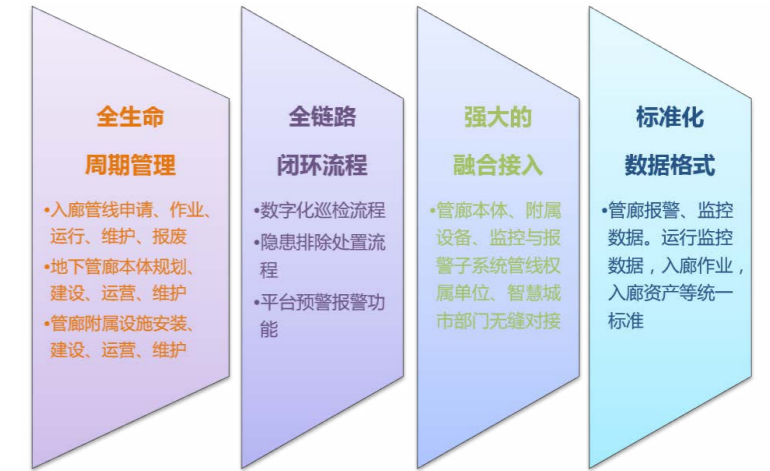 全生命
周期管理
•入廊管线申请、作业、
运行、维护、报废
•地下管廊本体规划、
建设、运营、维护
•管廊附属设施安装、
建设、运营、维护
全链路
闭环流程
•数字化巡检流程
•隐患排除处置流
程
•平台预警报警功
能
强大的
融合接入
•管廊本体、附属
设备、监控与报
警子系统管线权
属单位、智慧城
市部门无缝对接
标准化
数据格式
•管廊报警、监控
数据。运行监控
数据，入廊作业，
入廊资产等统一
标准